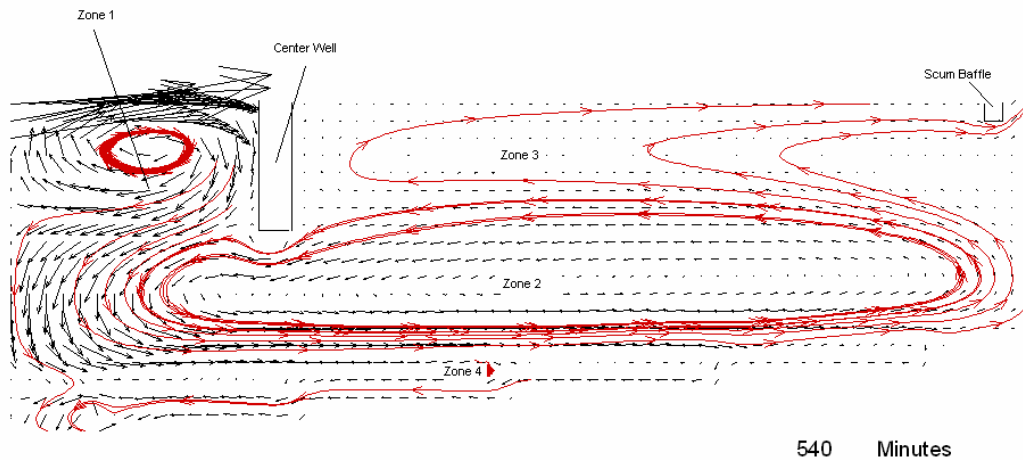 Zone 1
Center Well
Scum Baffle
Zone 3
Zone 2
Zone 4
540 Minutes